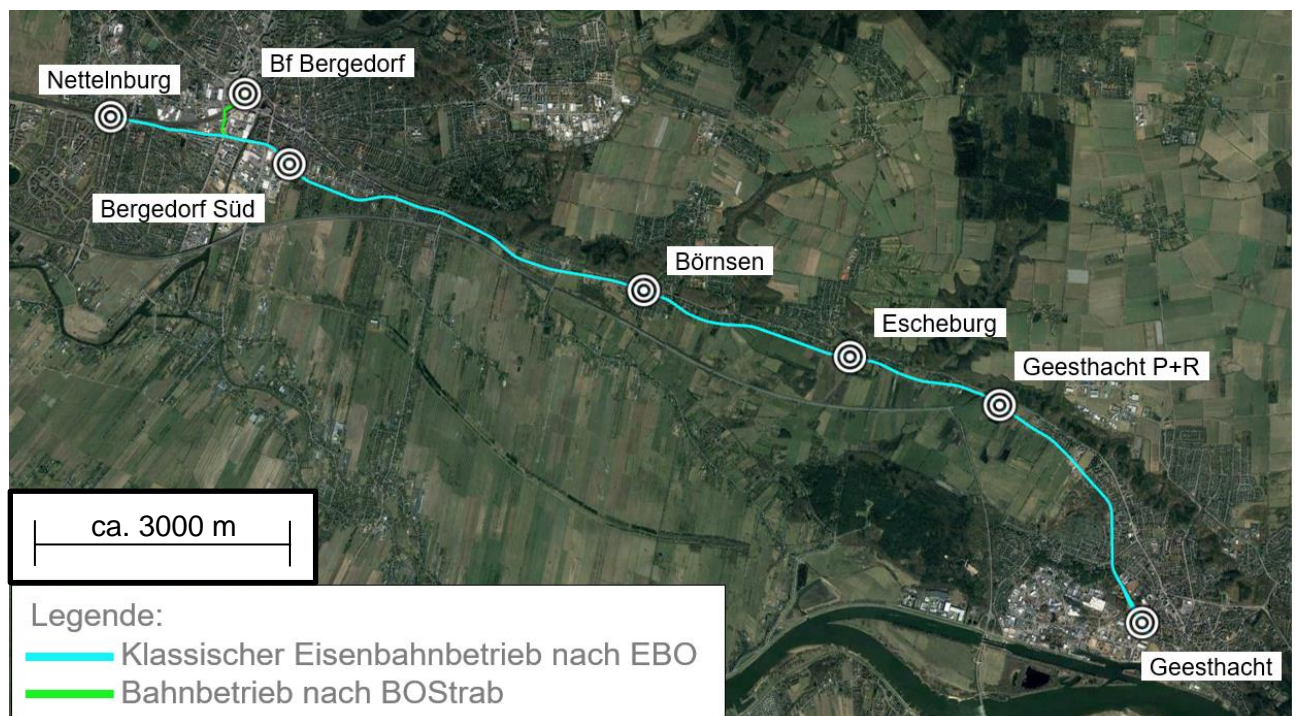 Nettelnburg
Bf Bergedorf
Bergedorf Süd
Börnsen
Escheburg
Geesthacht P+R
Geesthacht
ca. 3000 m
Legende:
Klassischer Eisenbahnbetrieb nach EBO
Bahnbetrieb nach BOStrab